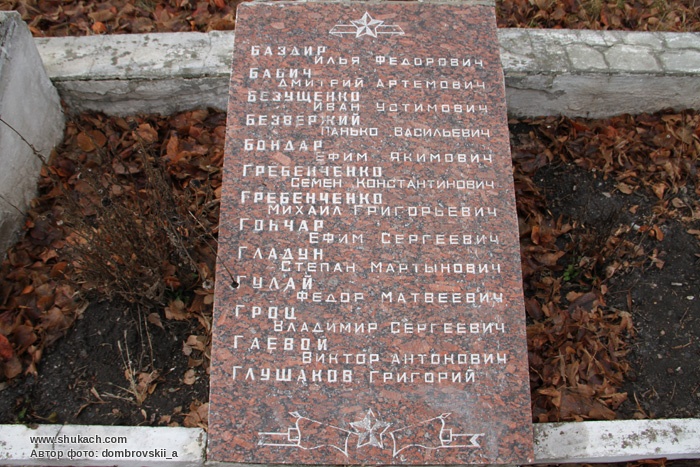 БАЗДИР
ИЛЬЯ ФЕДОРОВИЧ
БАБИЧ
ДМИТРИЙ АРТЕМОВИЧ
БЕЗУЩЕНКО
ИВАН УСТИМОВИЧ
БЕЗВЕРХИЙ
ПАНЬКО ВАСИЛЬЕВИЧ
БОНДАР
ЕФИМ ЯКИМОВИЧ
ГРЕБЕНЧЕНКО
СЕМЕН КОНСТАНТИНОВИЧ
ГРЕБЕНЧЕНКО
МИХАИЛ ГРИГОРЬЕВИЧ
ГОНЧАР
ЕФИМ СЕРГЕЕВИЧ
ГЛАДУН
СТЕПАН МАРТЫНОВИЧ
ГУЛАЙ
ФЕДОР МАТВЕЕВИЧ
ГРОЦ
ВЛАДИМИР СЕРГЕЕВИЧ
ГАЕВОЙ
ВИКТОР АНТОНОВИЧ
ГЛУШАКОВ ГРИГОРИЙ
www.shukach.com
Автор фото: dombrovskii_a